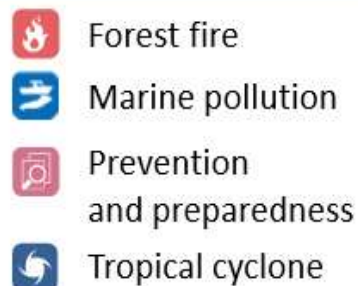 Forest fire
Marine pollution
Prevention
and preparedness
Tropical cyclone